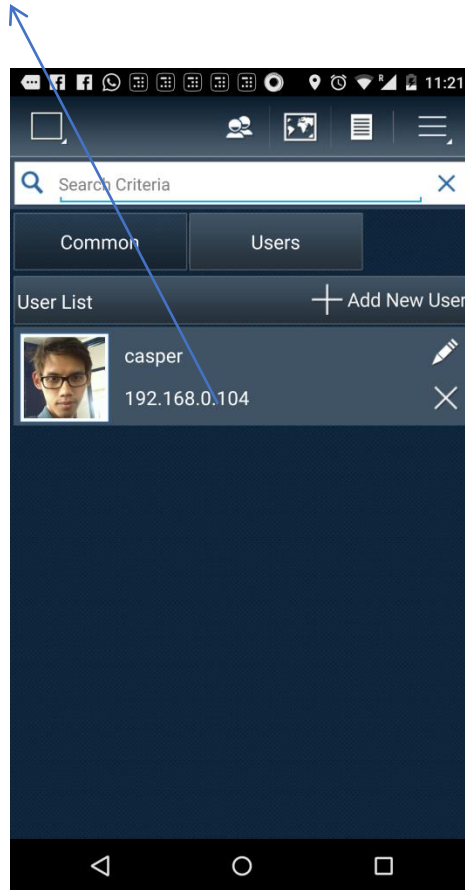 11:21
Search Criteria
Common Users
User List Add New User
casper
192.168.0.104